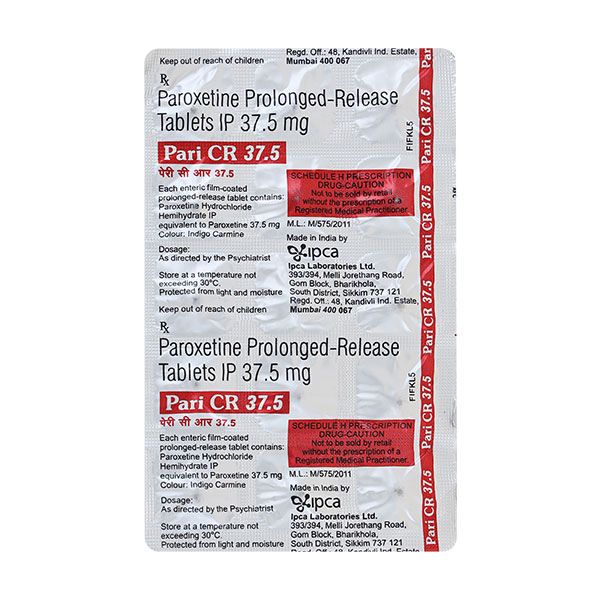 Regd. Off.: 48, Kandivli Ind. Estate,
Keep out of reach of children Mumbai 400 067
Rx
Paroxetine Prolonged-Release
Tablets IP 37.5 mg
Pari CR 37.5
पेरी सी आर 37.5
Each enteric film-coated
prolonged-release tablet contains:
Paroxetine Hydrochloride
Hemihydrate IP
equivalent to Paroxetine 37.5 mg
Colour: Indigo Carmine
Dosage:
As directed by the Psychiatrist
Store at a temperature not
exceeding 30°C.
Protected from light and moisture
SCHEDULE H PRESCRIPTION
DRUG-CAUTION
Not to be sold by retail
without the prescription of a
Registered Medical Practitioner.
M.L.: M/575/2011
Made in India by
ipca
Ipca Laboratories Ltd.
393/394, Melli Jorethang Road,
Gom Block, Bharikhola,
South District, Sikkim 737 121
Regd. Off.: 48, Kandivli Ind. Estate,
Keep out of reach of children Mumbai 400 067
Rx
Paroxetine Prolonged-Release
Tablets IP 37.5 mg
Pari CR 37.5
पेरी सी आर 37.5
Each enteric film-coated
prolonged-release tablet contains:
Paroxetine Hydrochloride
Hemihydrate IP
equivalent to Paroxetine 37.5 mg
Colour: Indigo Carmine
Dosage:
As directed by the Psychiatrist
Store at a temperature not
exceeding 30°C.
Protected from light and moisture
SCHEDULE H PRESCRIPTION
DRUG-CAUTION
Not to be sold by retail
without the prescription of a
Registered Medical Practitioner.
M.L.: M/575/2011
Made in India by
ipca
Ipca Laboratories Ltd.
393/394, Melli Jorethang Road,
Gom Block, Bharikhola,
South District, Sikkim 737 121
Regd. Off.: 48, Kandivli Ind. Estate
FIFKL5
FIFKL5
Pari
Pari CR 37.5
Pari CR 37.5
Pari CR 37.5
Pari CR 37.5